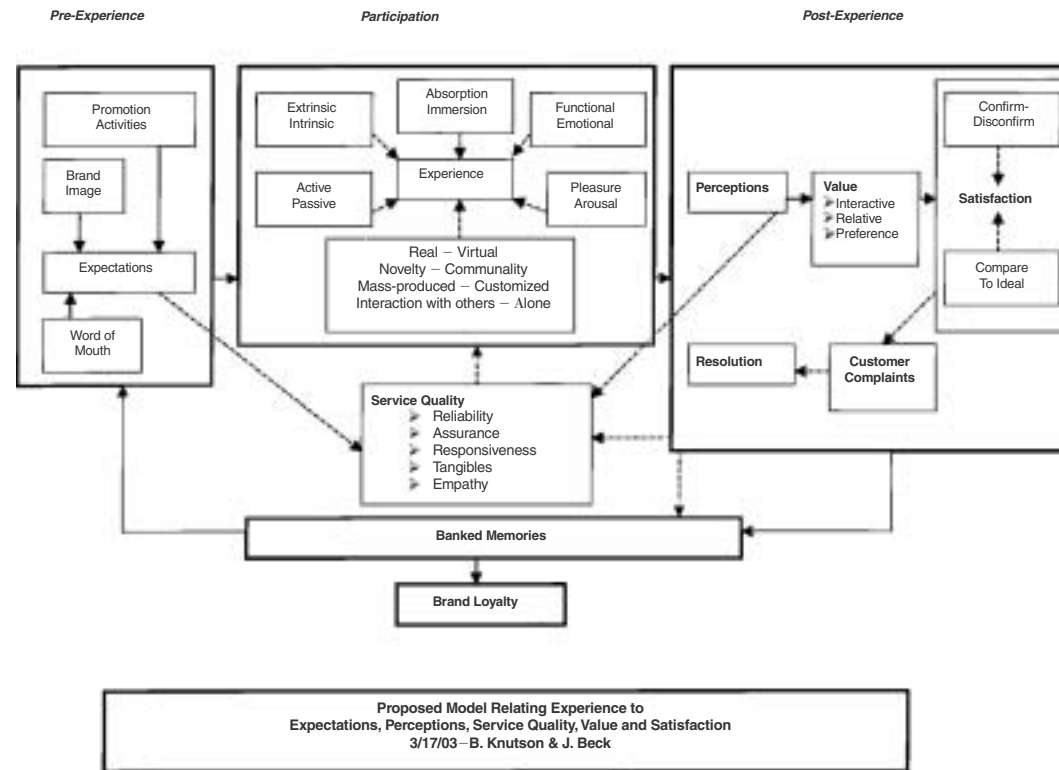 Pre-Experience
Participation
Post-Experience
Promotion
Activities
Brand
Image
Expectations
Word of
Mouth
Extrinsic
Intrinsic
Absorption
Immersion
Functional
Emotional
Experience
Active
Passive
Pleasure
Arousal
Real – Virtual
Novelty – Communality
Mass-produced – Customized
Interaction with others – Alone
Perceptions
Value
Interactive
Relative
Preference
Confirm-
Disconfirm
Satisfaction
Compare
To Ideal
Resolution
Customer
Complaints
Service Quality
Reliability
Assurance
Responsiveness
Tangibles
Empathy
Banked Memories
Brand Loyalty
Proposed Model Relating Experience to
Expectations, Perceptions, Service Quality, Value and Satisfaction
3/17/03–B. Knutson & J. Beck